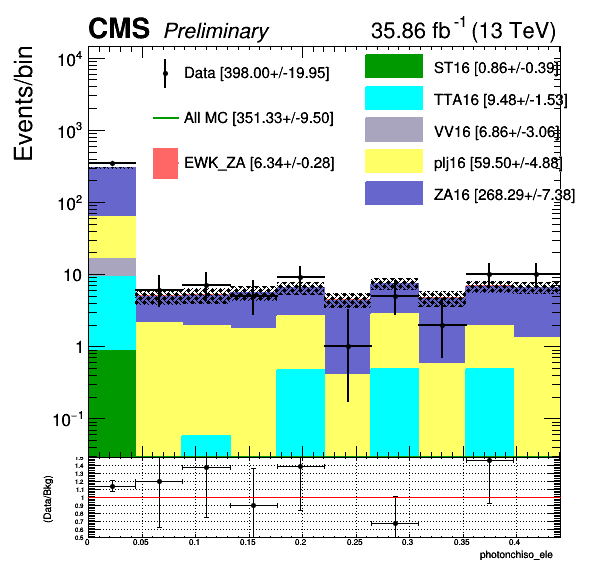 CMS Preliminary 35.86 fb⁻¹ (13 TeV)
Events/bin
10⁴
10³
10²
10
1
10⁻¹
Data [398.00+/-19.95]
All MC [351.33+/-9.50]
EWK_ZA [6.34+/-0.28]
ST16 [0.86+/-0.39]
TTA16 [9.48+/-1.53]
VV16 [6.86+/-3.06]
plj16 [59.50+/-4.88]
ZA16 [268.29+/-7.38]
(Data/Bkg)
1.5
1.4
1.3
1.2
1.1
1
0.9
0.8
0.7
0.6
0.5
0 0.05 0.1 0.15 0.2 0.25 0.3 0.35 0.4
photonchiso_ele